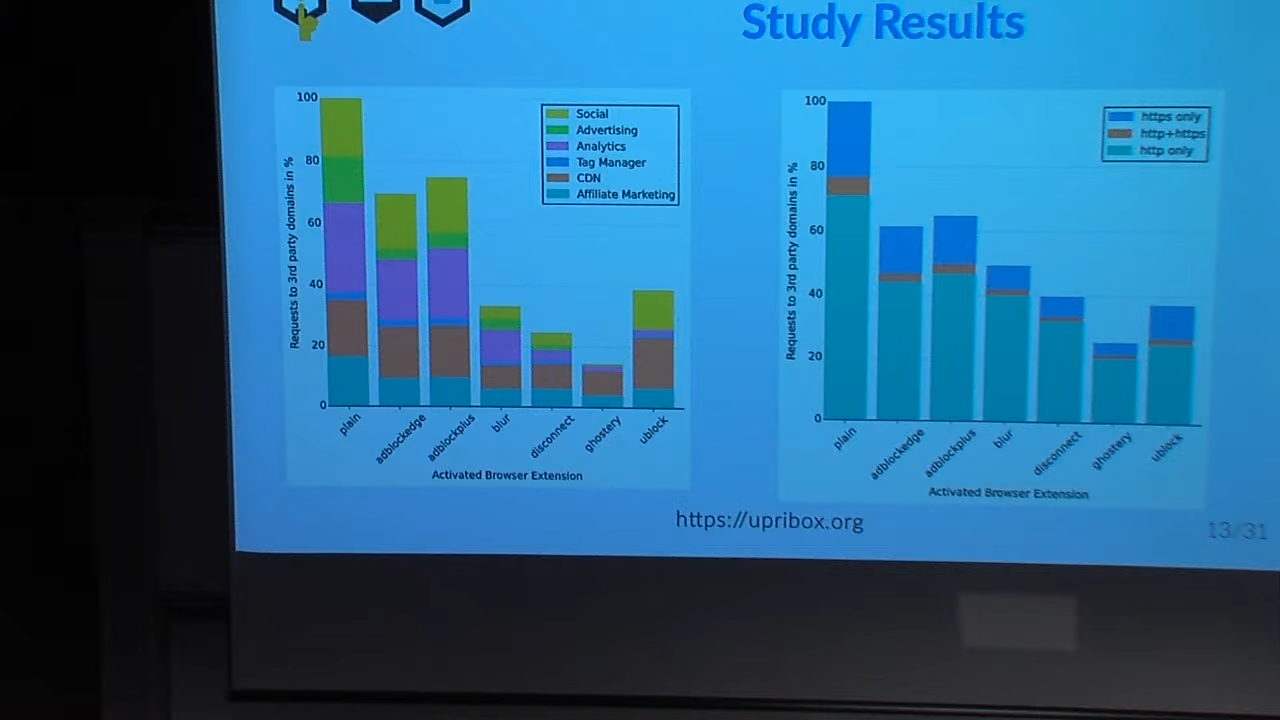 Study Results
100
80
60
40
20
0
Requests to 3rd party domains in %
Social
Advertising
Analytics
Tag Manager
CDN
Affiliate Marketing
plain
adblockedge
adblockplus
blur
disconnect
ghostery
ublock
Activated Browser Extension
100
80
60
40
20
0
Requests to 3rd party domains in %
https only
http+https
http only
plain
adblockedge
adblockplus
blur
disconnect
ghostery
ublock
Activated Browser Extension
https://upribox.org
13/31